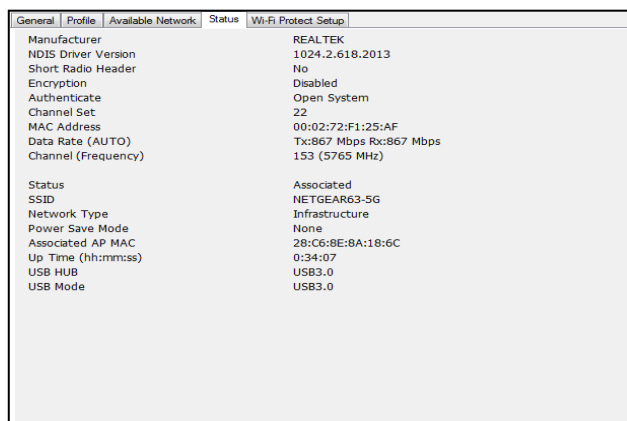 General Profile Available Network Status Wi-Fi Protect Setup
Manufacturer REALTEK
NDIS Driver Version 1024.2.618.2013
Short Radio Header No
Encryption Disabled
Authenticate Open System
Channel Set 22
MAC Address 00:02:72:F1:25:AF
Data Rate (AUTO) Tx:867 Mbps Rx:867 Mbps
Channel (Frequency) 153 (5765 MHz)
Status Associated
SSID NETGEAR63-5G
Network Type Infrastructure
Power Save Mode None
Associated AP MAC 28:C6:8E:8A:18:6C
Up Time (hh:mm:ss) 0:34:07
USB HUB USB3.0
USB Mode USB3.0